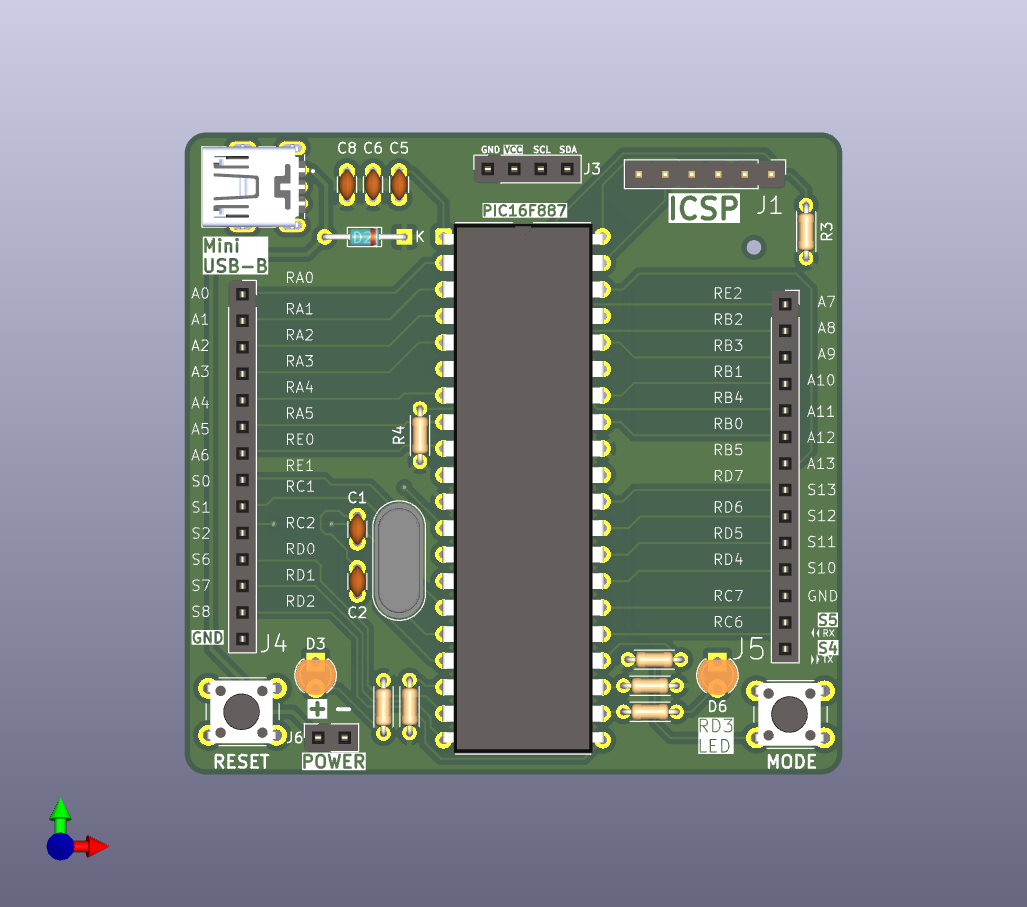 C8 C6 C5
GND VCC SCL SDA
J3
PIC16F887
ICSP
J1
R3
D2
K
Mini
USB-B
A0
A1
A2
A3
A4
A5
A6
S0
S1
S2
S6
S7
S8
GND
RA0
RA1
RA2
RA3
RA4
RA5
RE0
RE1
RC1
RC2
RD0
RD1
RD2
J4
R4
C1
C2
RE2
RB2
RB3
RB1
RB4
RB0
RB5
RD7
RD6
RD5
RD4
RC7
RC6
A7
A8
A9
A10
A11
A12
A13
S13
S12
S11
S10
GND
S5
RX
S4
TX
J5
D3
+ -
J6
POWER
RESET
D6
RD3
LED
MODE